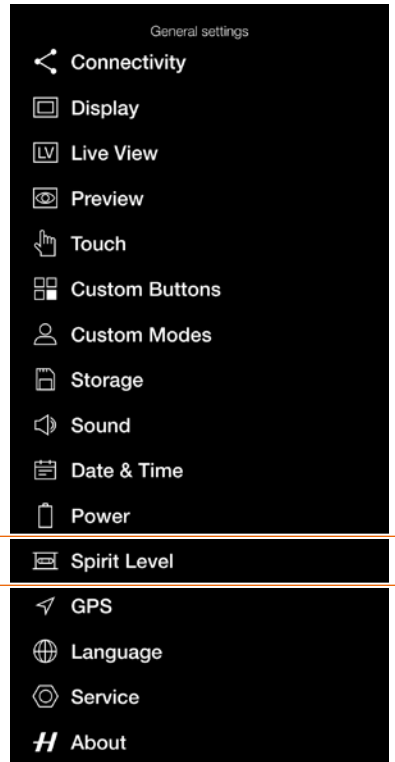 General settings
Connectivity
Display
LV Live View
Preview
Touch
Custom Buttons
Custom Modes
Storage
Sound
Date & Time
Power
Spirit Level
GPS
Language
Service
H About